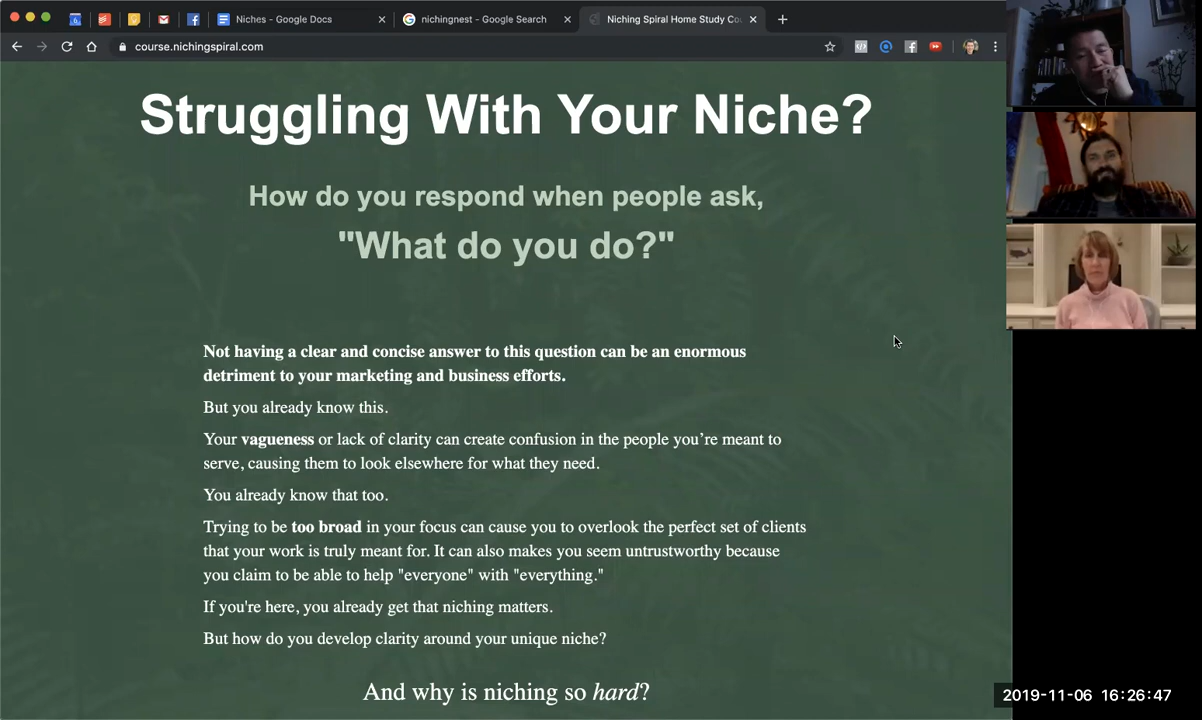 Niches - Google Docs
nichingnest - Google Search
Niching Spiral Home Study Co
course.nichingspiral.com
Struggling With Your Niche?
How do you respond when people ask,
"What do you do?"
Not having a clear and concise answer to this question can be an enormous
detriment to your marketing and business efforts.
But you already know this.
Your vagueness or lack of clarity can create confusion in the people you're meant to
serve, causing them to look elsewhere for what they need.
You already know that too.
Trying to be too broad in your focus can cause you to overlook the perfect set of clients
that your work is truly meant for. It can also makes you seem untrustworthy because
you claim to be able to help "everyone" with "everything."
If you're here, you already get that niching matters.
But how do you develop clarity around your unique niche?
And why is niching so hard?
2019-11-06 16:26:47